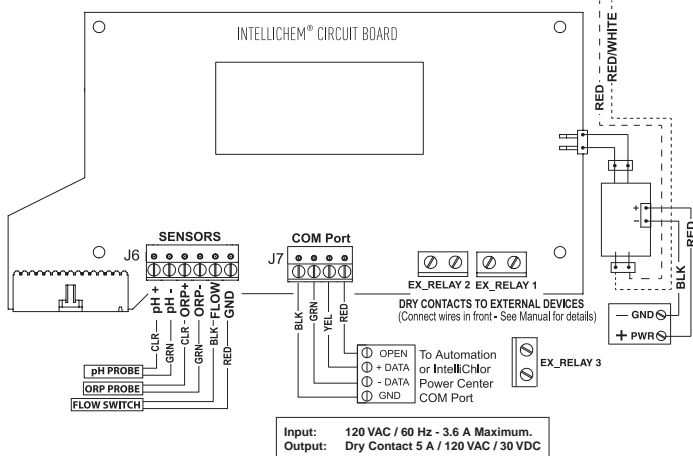 INTELLICHEM® CIRCUIT BOARD
RED
RED/WHITE
+
-
BLK
RED
SENSORS
J6
pH +
pH -
ORP+
ORP-
FLOW
GND
CLR
GRN
CLR
GRN
BLK
RED
pH PROBE
ORP PROBE
FLOW SWITCH
COM Port
J7
BLK
GRN
YEL
RED
EX_RELAY 2 EX_RELAY 1
DRY CONTACTS TO EXTERNAL DEVICES
(Connect wires in front - See Manual for details)
EX_RELAY 3
OPEN
+ DATA
- DATA
GND
To Automation
or IntelliChlor
Power Center
COM Port
— GND
+ PWR
Input: 120 VAC / 60 Hz - 3.6 A Maximum.
Output: Dry Contact 5 A / 120 VAC / 30 VDC